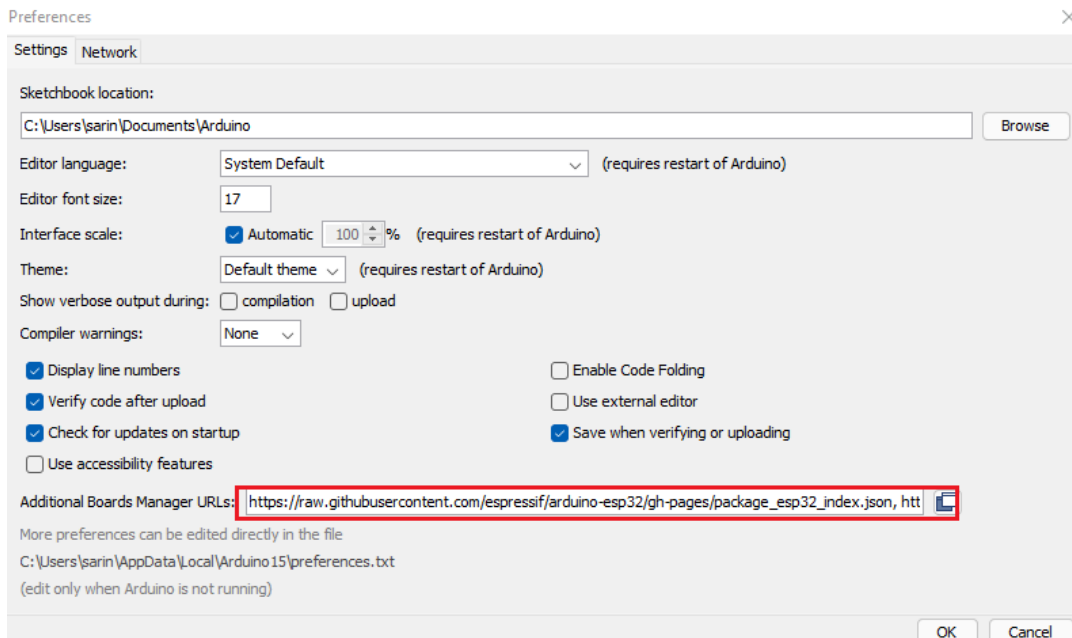 Preferences
Settings Network
Sketchbook location:
C:\Users\sarin\Documents\Arduino Browse
Editor language: System Default (requires restart of Arduino)
Editor font size: 17
Interface scale: Automatic 100 % (requires restart of Arduino)
Theme: Default theme (requires restart of Arduino)
Show verbose output during: compilation upload
Compiler warnings: None
Display line numbers Enable Code Folding
Verify code after upload Use external editor
Check for updates on startup Save when verifying or uploading
Use accessibility features
Additional Boards Manager URLs: https://raw.githubusercontent.com/espressif/arduino-esp32/gh-pages/package_esp32_index.json, htt
More preferences can be edited directly in the file
C:\Users\sarin\AppData\Local\Arduino15\preferences.txt
(edit only when Arduino is not running)
OK Cancel